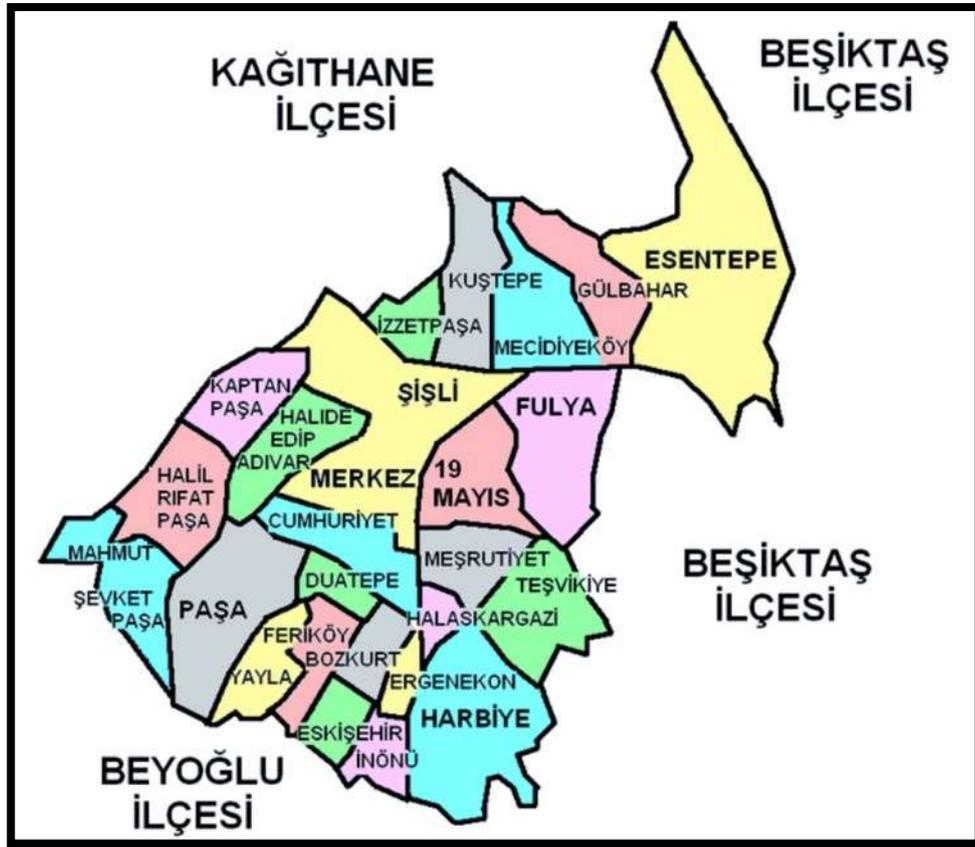 KAĞITHANE
İLÇESİ
BEŞİKTAŞ
İLÇESİ
ESENTEPE
KUŞTEPE
GÜLBAHAR
İZZETPAŞA
MECİDİYEKÖY
KAPTAN
PAŞA
ŞİŞLİ
MERKEZ
FULYA
HALIDE
EDİP
ADIVAR
HALİL
RIFAT
PAŞA
19
MAYIS
CUMHURİYET
MAHMUT
ŞEVKET
PAŞA
MEŞRUTİYET
BEŞİKTAŞ
İLÇESİ
DUATEPE
TEŞVİKİYE
PAŞA
HALASKARGAZİ
FERİKÖY
BOZKURT
YAYLA
ERGENEKON
HARBİYE
ESKİŞEHİR
İNÖNÜ
BEYOĞLU
İLÇESİ